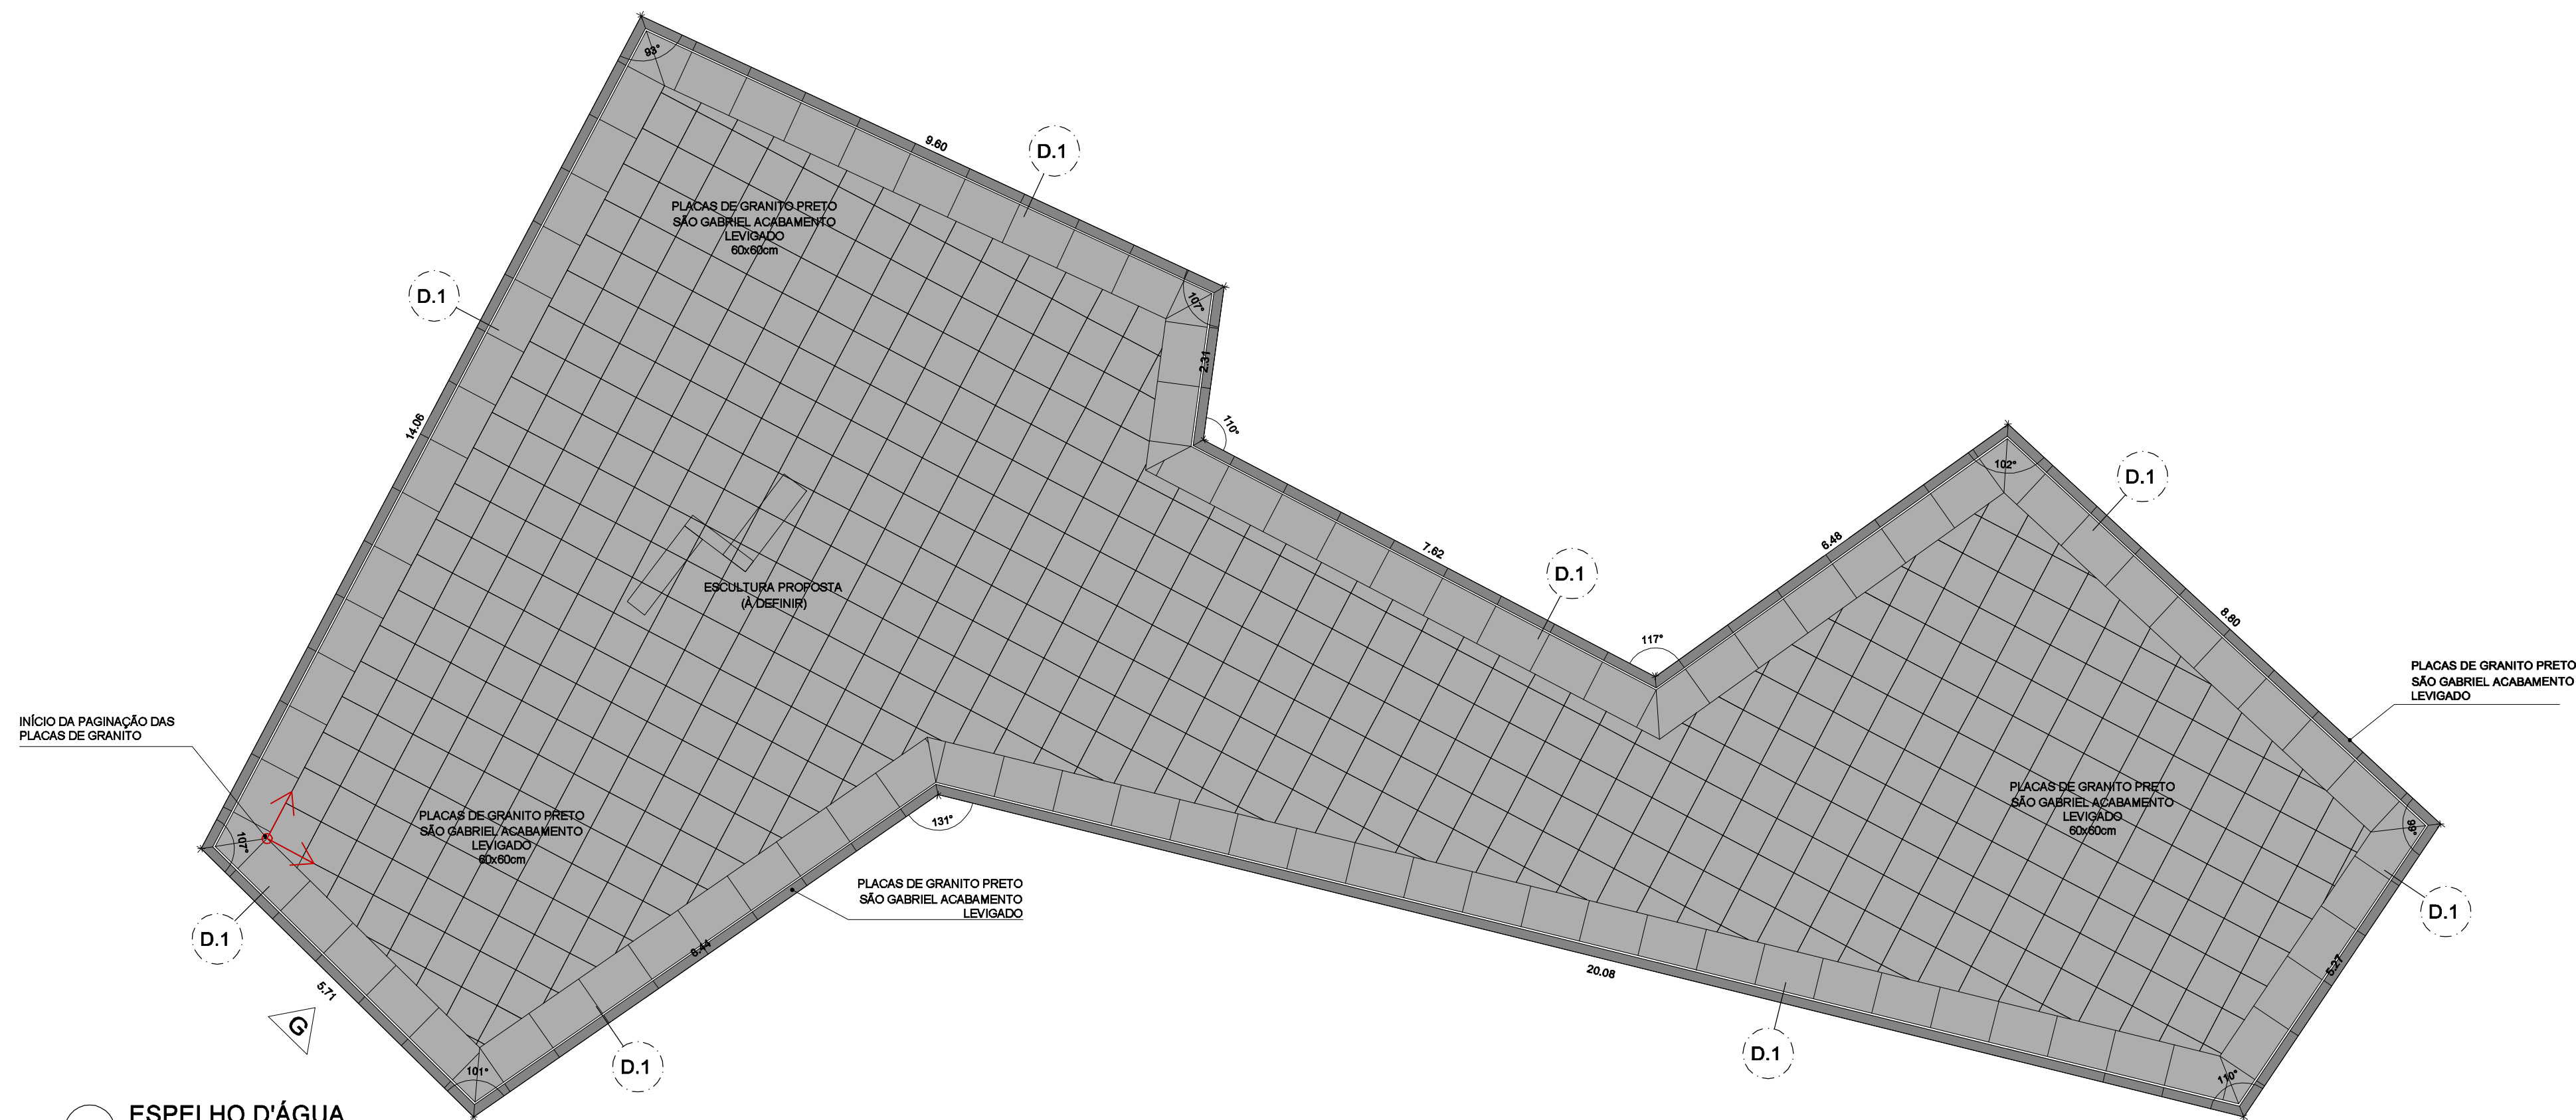 93°
9.60
D.1
PLACAS DE GRANITO PRETO
SÃO GABRIEL ACABAMENTO
LEVIGADO
60x60cm
D.1
107°
2.31
14.06
110°
D.1
102°
7.62
6.48
D.1
ESCULTURA PROPOSTA
(À DEFINIR)
8.80
117°
PLACAS DE GRANITO PRETO
SÃO GABRIEL ACABAMENTO
LEVIGADO
INÍCIO DA PAGINAÇÃO DAS
PLACAS DE GRANITO
PLACAS DE GRANITO PRETO
SÃO GABRIEL ACABAMENTO
LEVIGADO
60x60cm
107°
PLACAS DE GRANITO PRETO
SÃO GABRIEL ACABAMENTO
LEVIGADO
60x60cm
131°
99°
PLACAS DE GRANITO PRETO
SÃO GABRIEL ACABAMENTO
LEVIGADO
D.1
D.1
8.44
20.08
5.27
5.71
G
D.1
D.1
101°
110°
ESPELHO D'ÁGUA